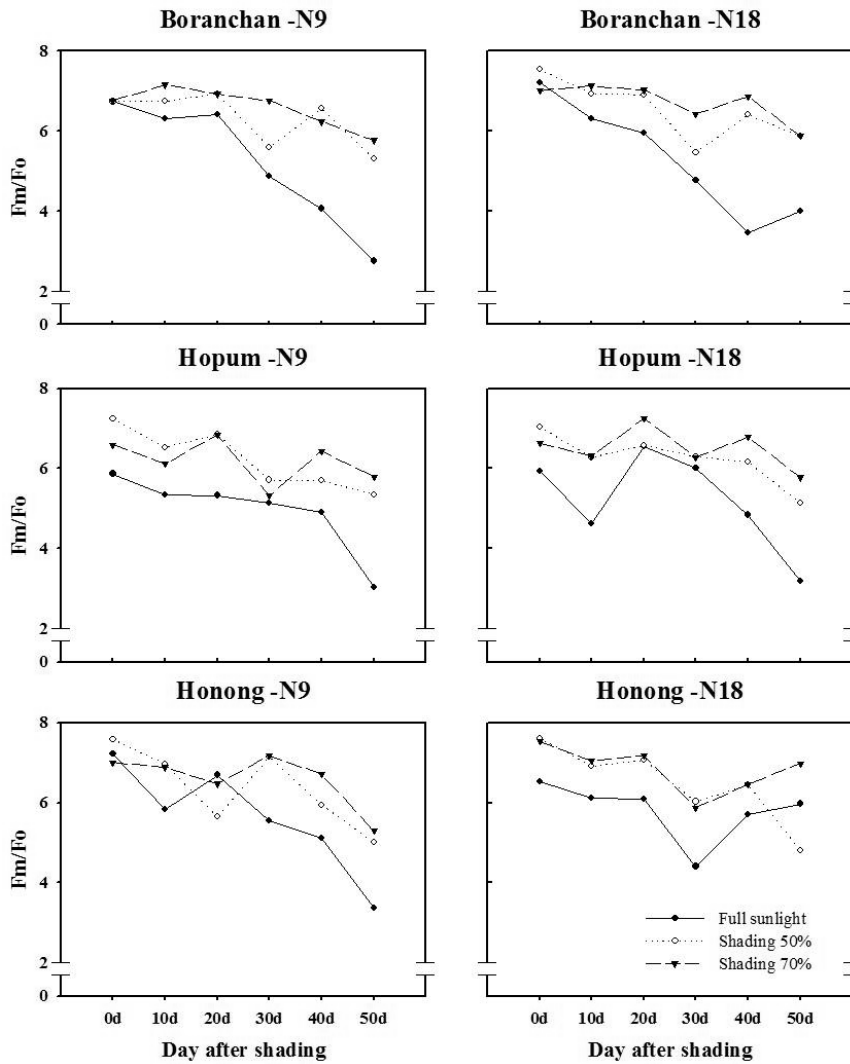 Boranchan -N9
Boranchan -N18
8
6
4
2
0
Fm/Fo
Hopum -N9
Hopum -N18
8
6
4
2
0
Fm/Fo
Honong -N9
Honong -N18
8
6
4
2
0
Fm/Fo
Full sunlight
Shading 50%
Shading 70%
0d 10d 20d 30d 40d 50d
0d 10d 20d 30d 40d 50d
Day after shading
Day after shading